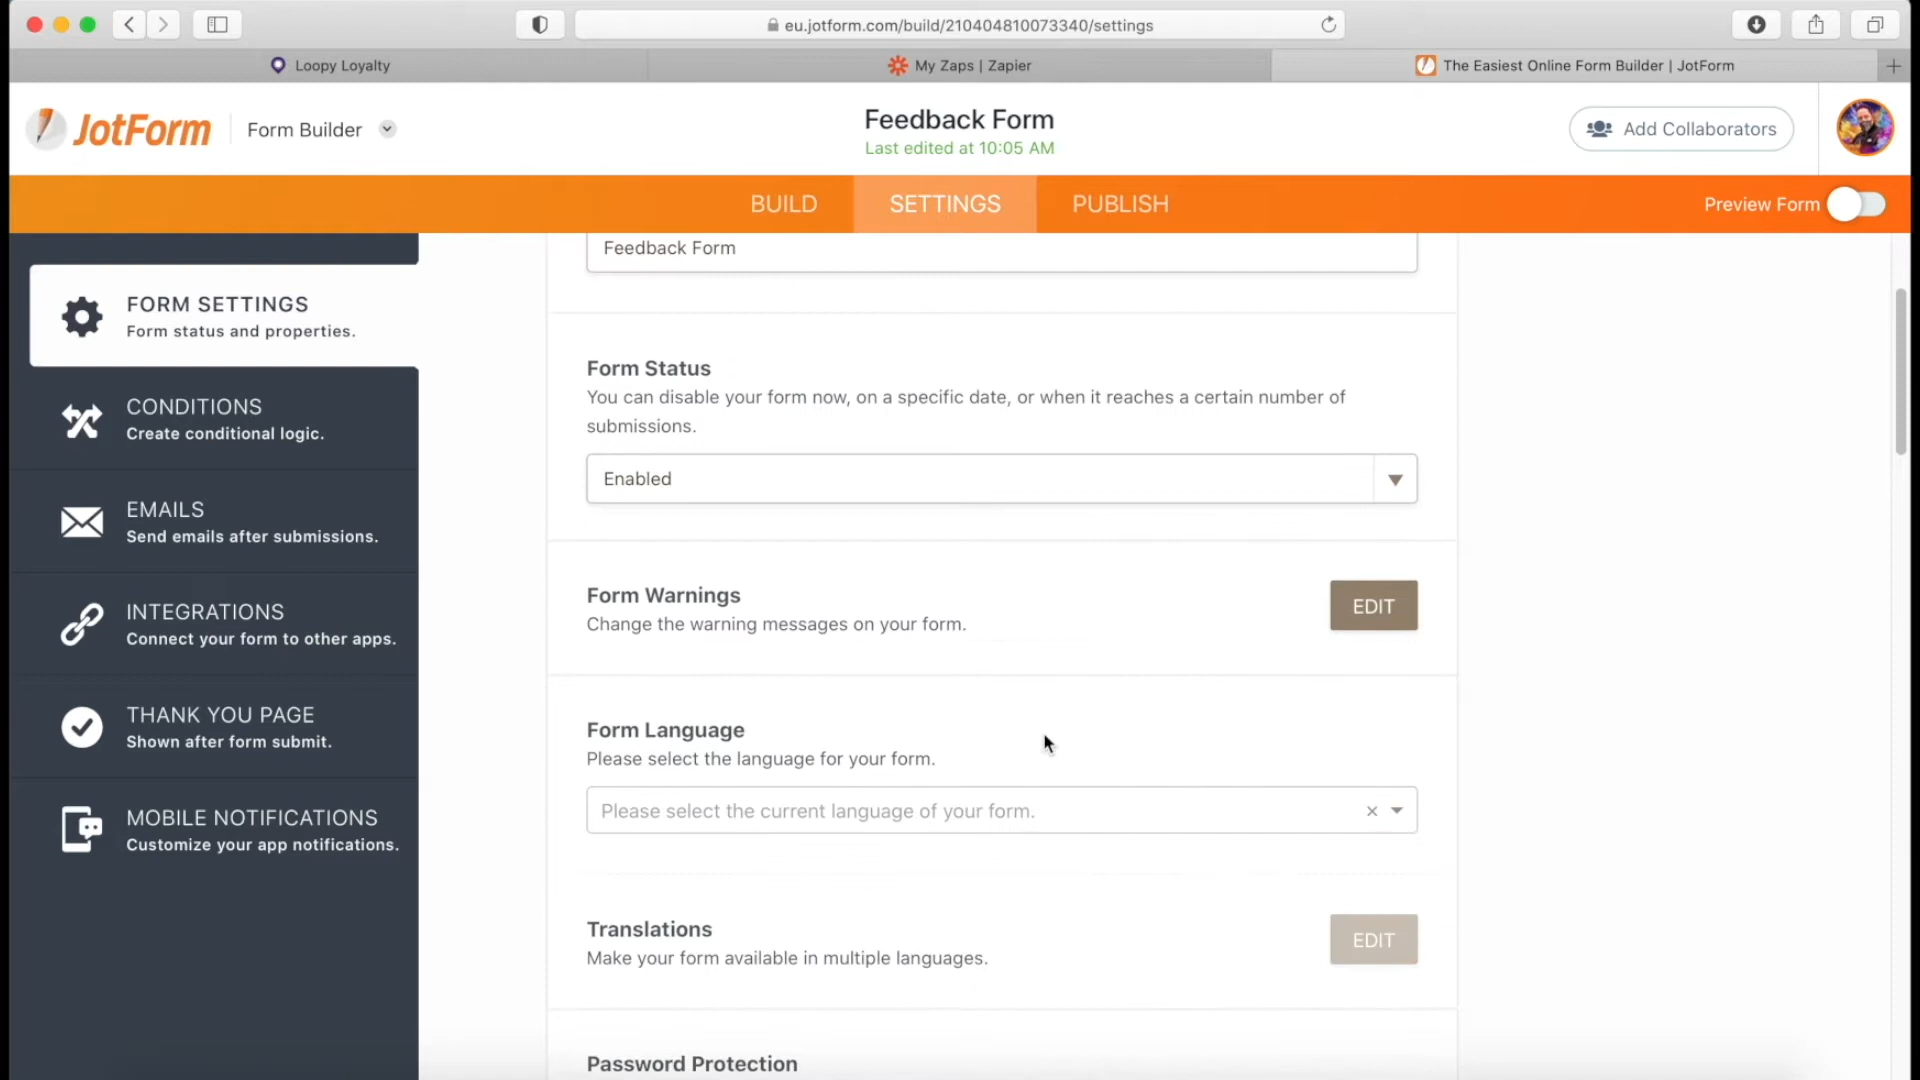 eu.jotform.com/build/210404810073340/settings
Loopy Loyalty
My Zaps | Zapier
The Easiest Online Form Builder | JotForm
JotForm
Form Builder
Feedback Form
Last edited at 10:05 AM
Add Collaborators
BUILD
SETTINGS
PUBLISH
Preview Form
FORM SETTINGS
Form status and properties.
CONDITIONS
Create conditional logic.
EMAILS
Send emails after submissions.
INTEGRATIONS
Connect your form to other apps.
THANK YOU PAGE
Shown after form submit.
MOBILE NOTIFICATIONS
Customize your app notifications.
Feedback Form
Form Status
You can disable your form now, on a specific date, or when it reaches a certain number of
submissions.
Enabled
Form Warnings
Change the warning messages on your form.
EDIT
Form Language
Please select the language for your form.
Please select the current language of your form.
Translations
Make your form available in multiple languages.
EDIT
Password Protection